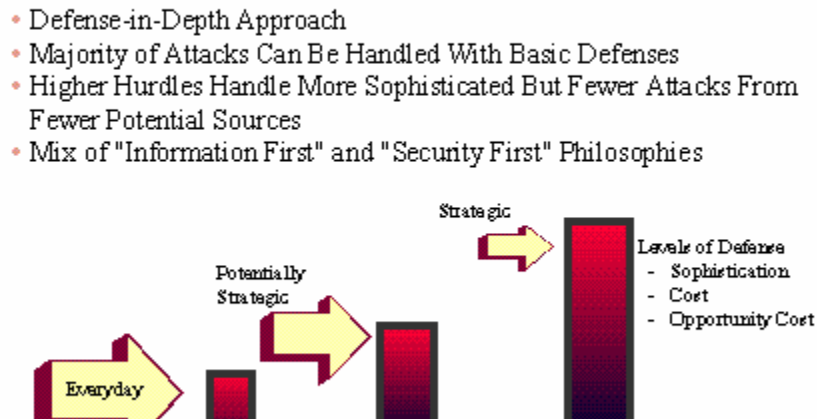 • Defense-in-Depth Approach
• Majority of Attacks Can Be Handled With Basic Defenses
• Higher Hurdles Handle More Sophisticated But Fewer Attacks From
Fewer Potential Sources
• Mix of "Information First" and "Security First" Philosophies
Strategic
Levels of Defense
- Sophistication
- Cost
- Opportunity Cost
Potentially
Strategic
Everyday